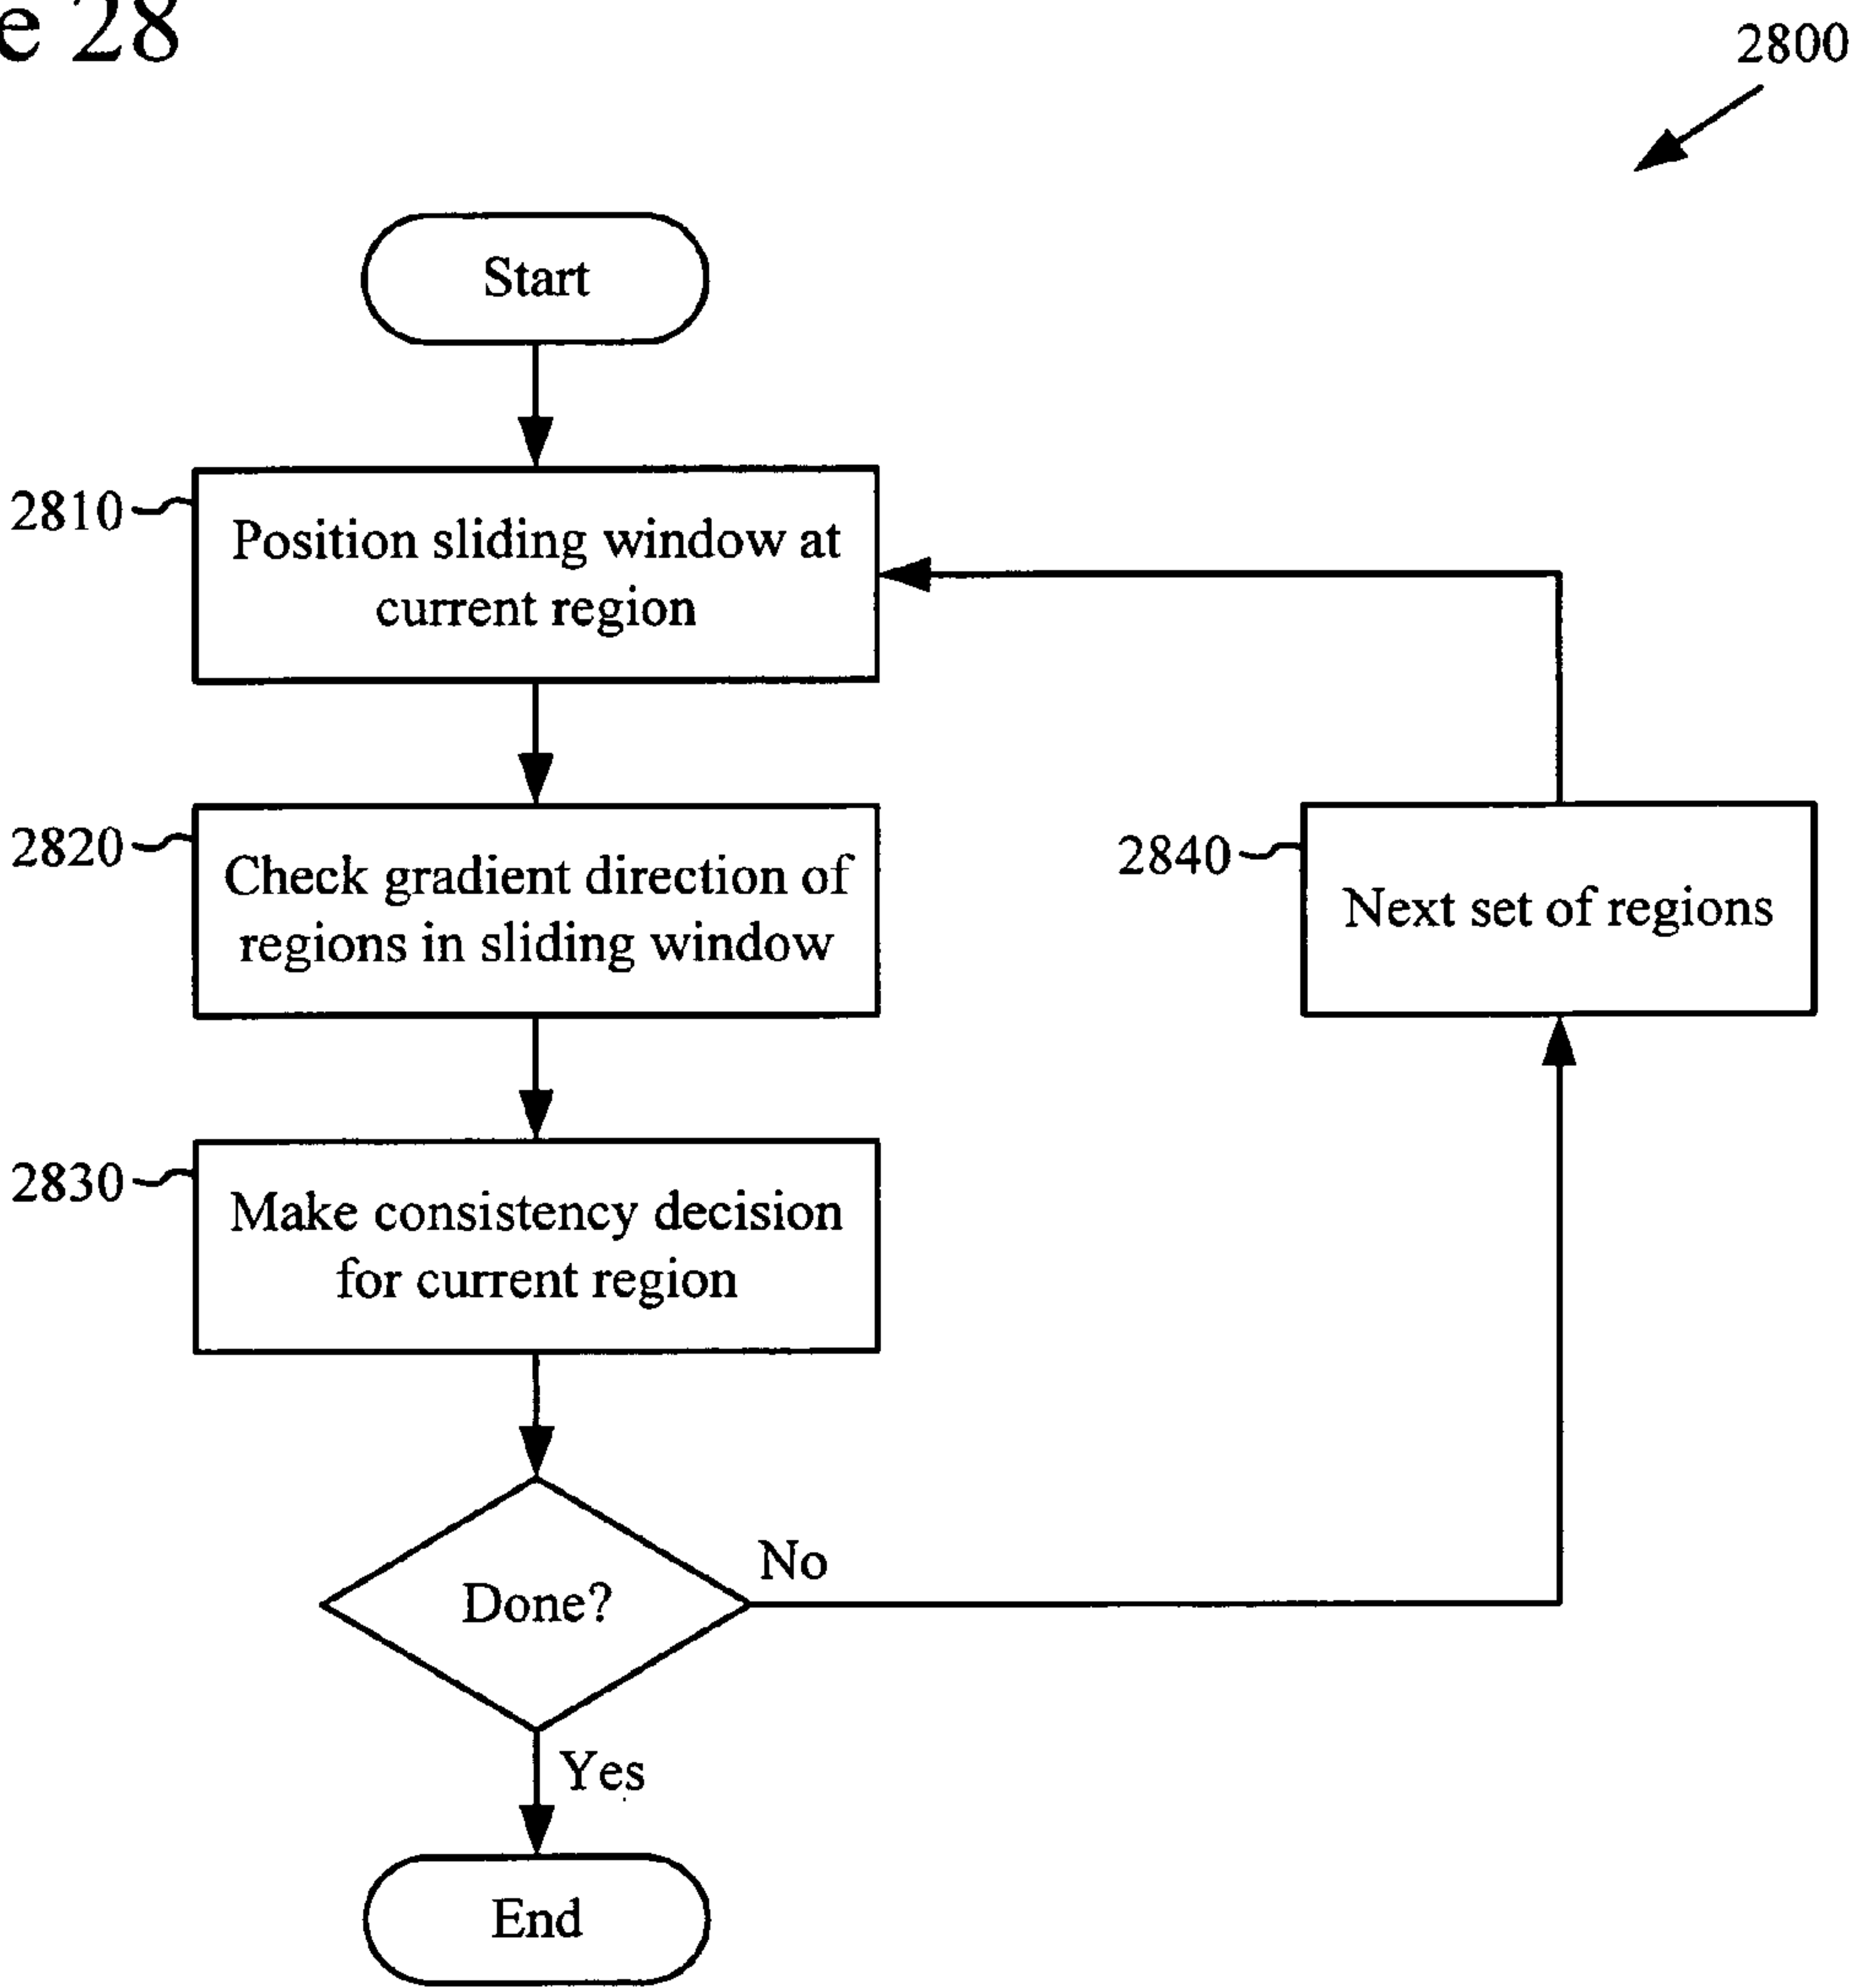 e 28
2800
Start
2810
Position sliding window at
current region
2820
Check gradient direction of
regions in sliding window
2840
Next set of regions
2830
Make consistency decision
for current region
Done?
No
Yes
End